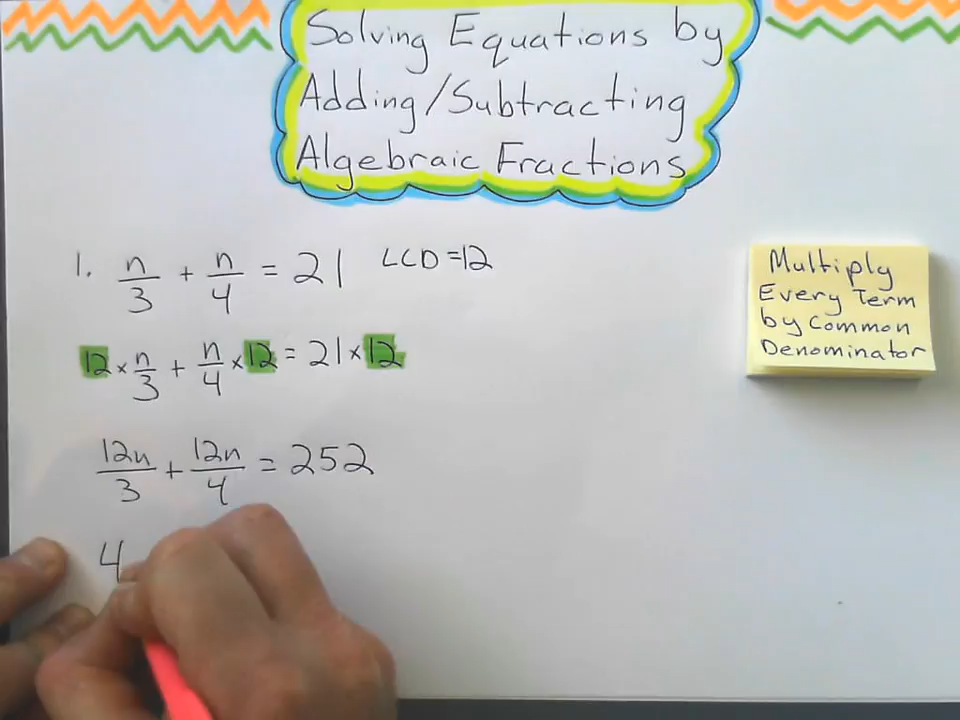 Solving Equations by
Adding/Subtracting
Algebraic Fractions
1. n/3 + n/4 = 21 LCD = 12
12 × n/3 + n/4 × 12 = 21 × 12
12n/3 + 12n/4 = 252
4
Multiply
Every Term
by Common
Denominator